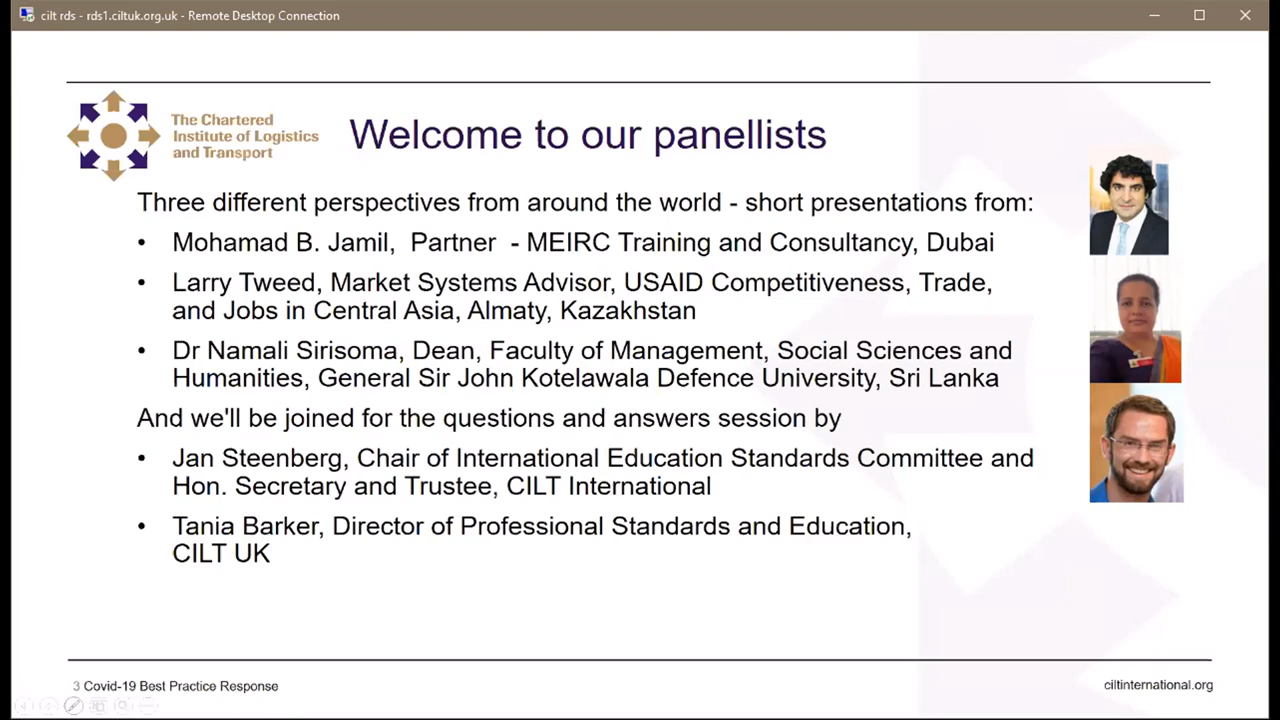 cilt rds - rds1.ciltuk.org.uk - Remote Desktop Connection
The Chartered
Institute of Logistics
and Transport
Welcome to our panellists
Three different perspectives from around the world - short presentations from:
• Mohamad B. Jamil,  Partner  - MEIRC Training and Consultancy, Dubai
• Larry Tweed, Market Systems Advisor, USAID Competitiveness, Trade,
and Jobs in Central Asia, Almaty, Kazakhstan
• Dr Namali Sirisoma, Dean, Faculty of Management, Social Sciences and
Humanities, General Sir John Kotelawala Defence University, Sri Lanka
And we'll be joined for the questions and answers session by
• Jan Steenberg, Chair of International Education Standards Committee and
Hon. Secretary and Trustee, CILT International
• Tania Barker, Director of Professional Standards and Education,
CILT UK
3 Covid-19 Best Practice Response
ciltinternational.org